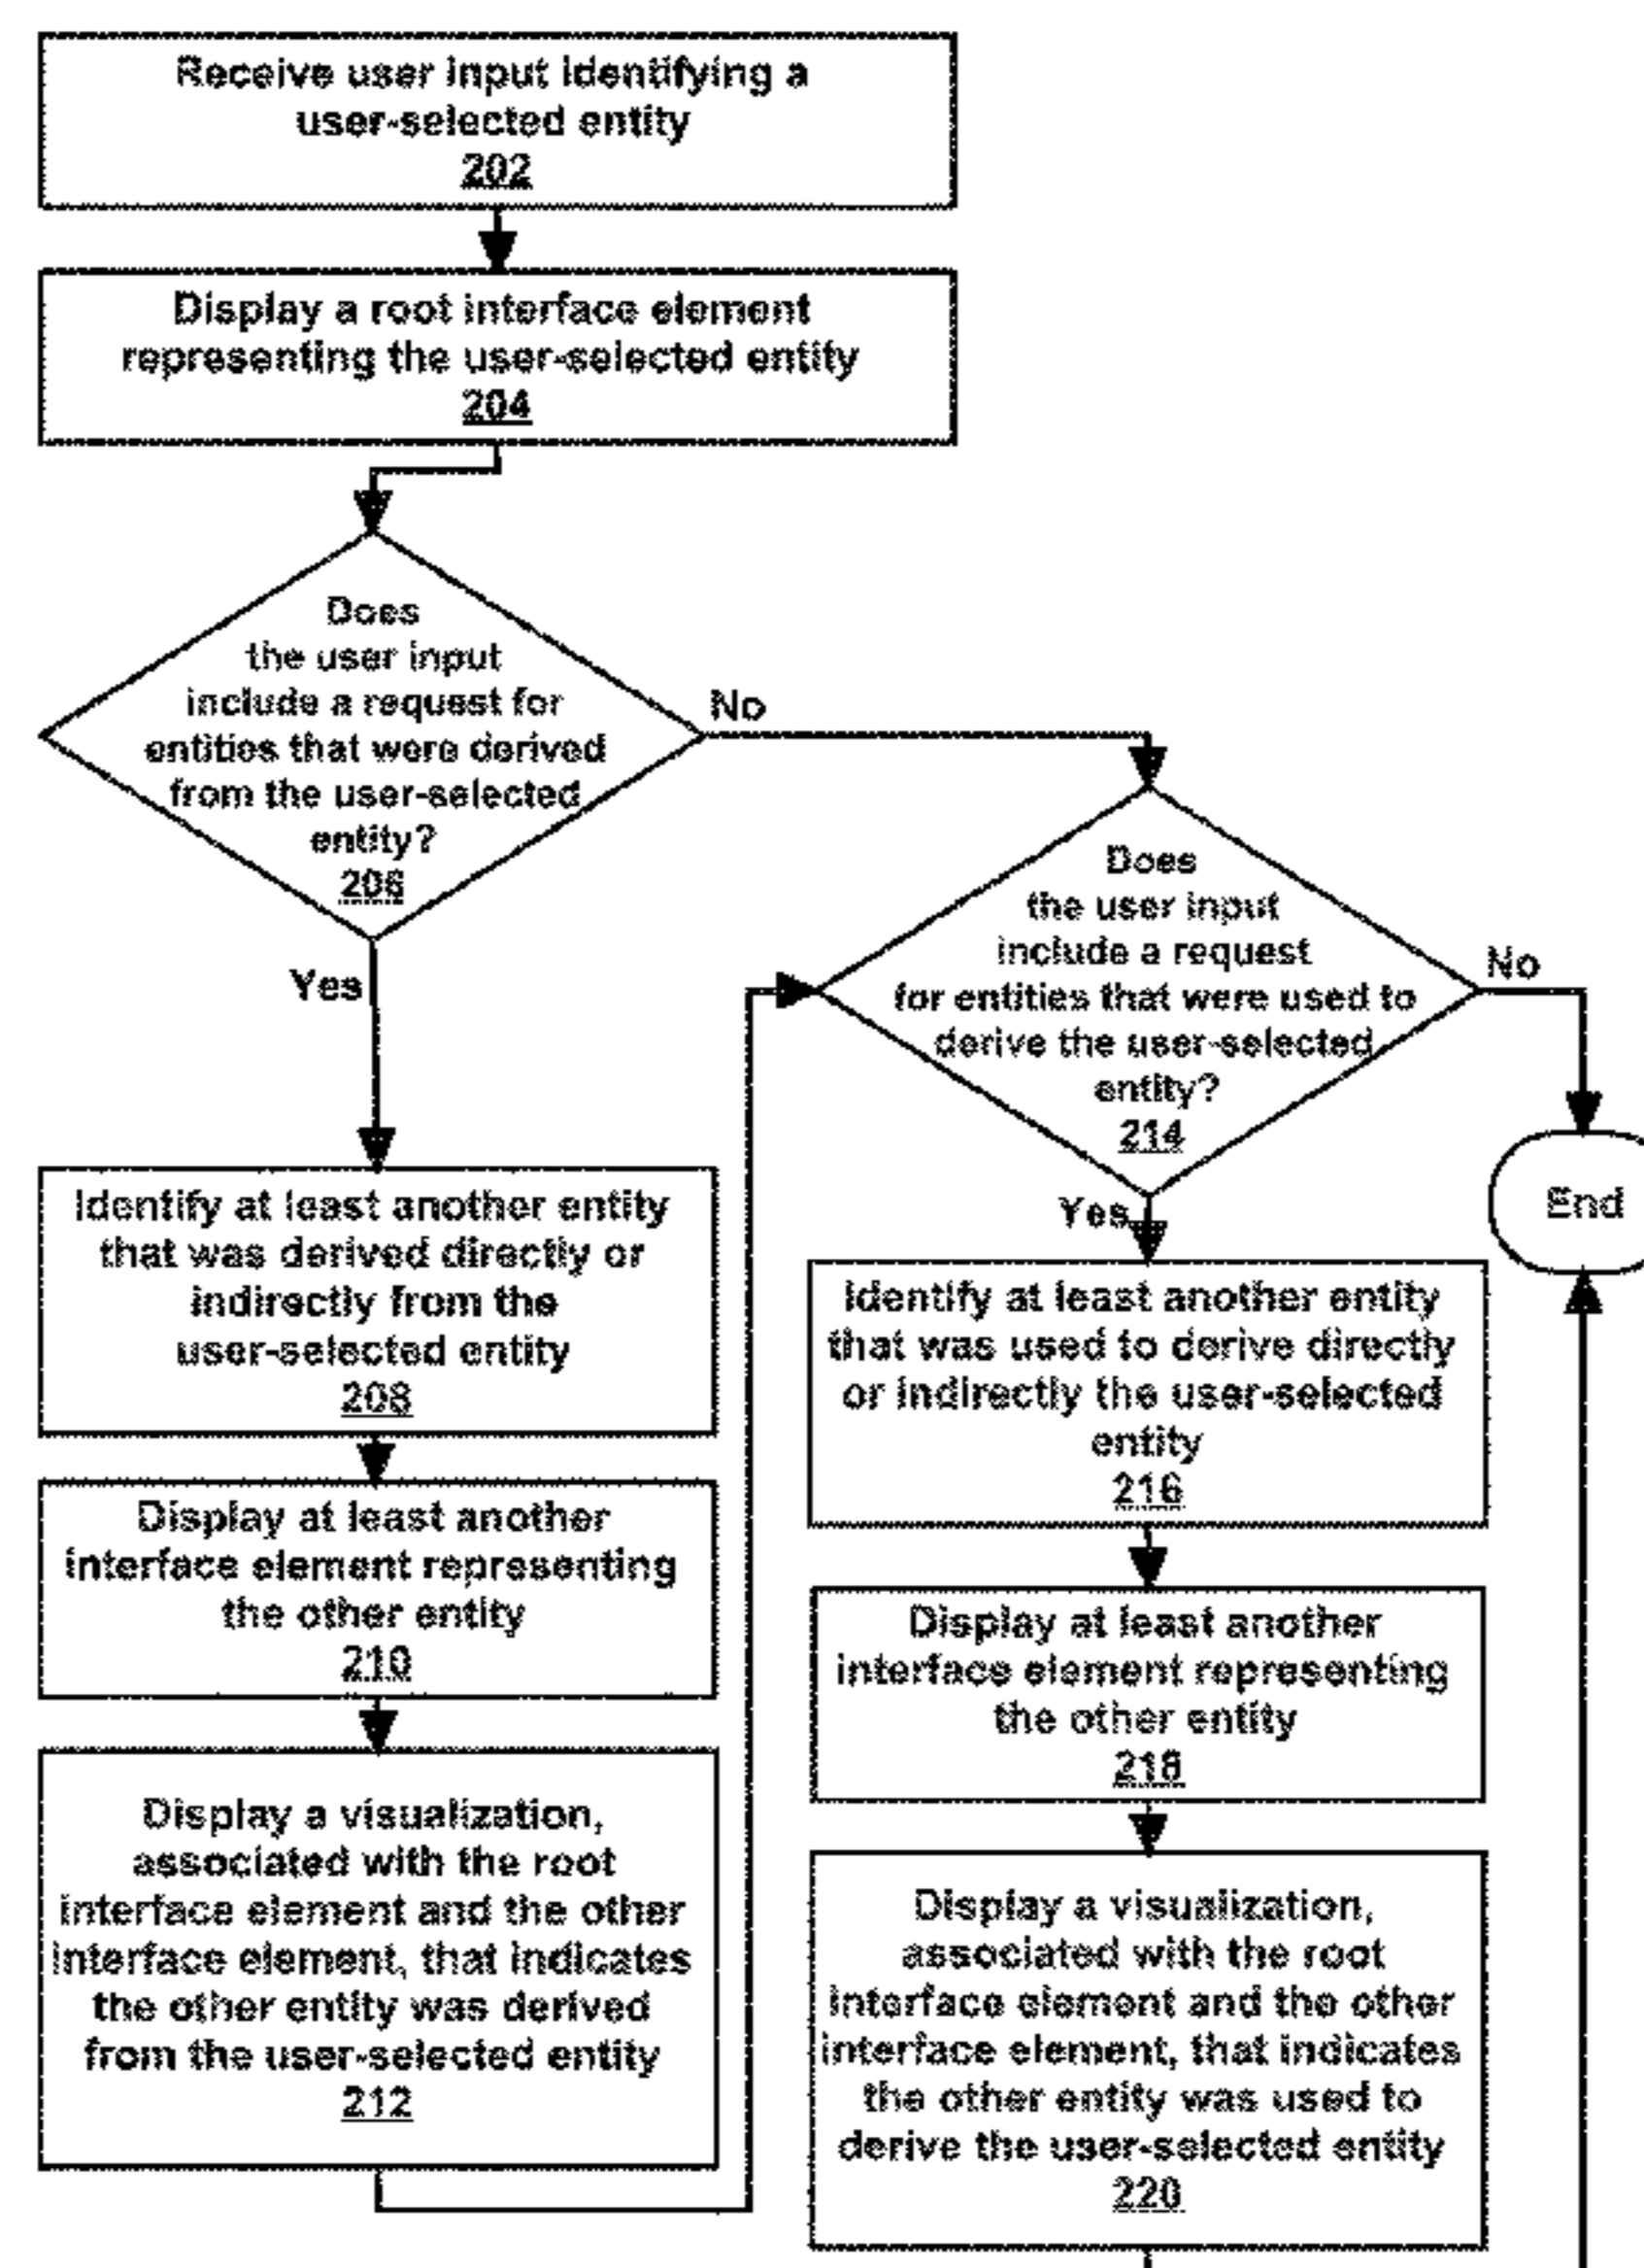 Receive user input identifying a
user-selected entity
202
Display a root interface element
representing the user-selected entity
204
Does
the user input
include a request for
entities that were derived
from the user-selected
entity?
206
No
Yes
Identify at least another entity
that was derived directly or
indirectly from the
user-selected entity
208
Display at least another
interface element representing
the other entity
210
Display a visualization,
associated with the root
interface element and the other
interface element, that indicates
the other entity was derived
from the user-selected entity
212
Does
the user input
include a request
for entities that were used to
derive the user-selected
entity?
214
No
Yes
End
Identify at least another entity
that was used to derive directly
or indirectly the user-selected
entity
216
Display at least another
interface element representing
the other entity
218
Display a visualization,
associated with the root
interface element and the other
interface element, that indicates
the other entity was used to
derive the user-selected entity
220